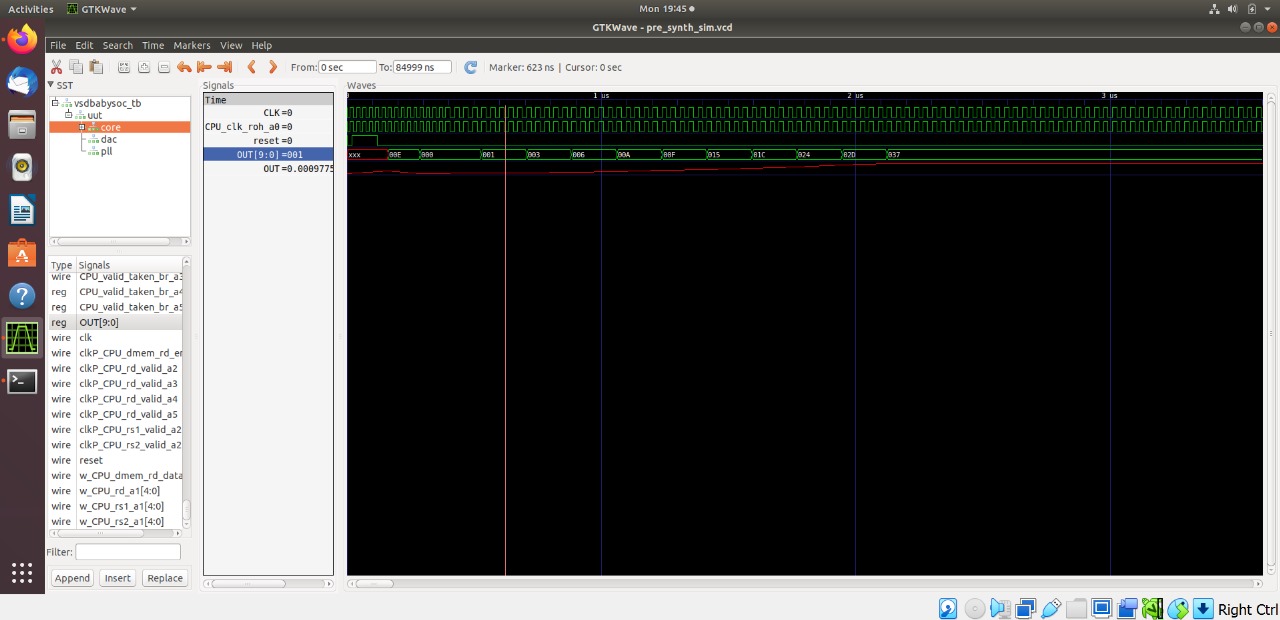 Activities GTKWave Mon 19:45
GTKWave - pre_synth_sim.vcd
File Edit Search Time Markers View Help
From: 0 sec To: 84999 ns Marker: 623 ns | Cursor: 0 sec
SST
vsdbabysoc_tb
uut
core
dac
pll
Type Signals
wire CPU_valid_taken_br_a3
reg CPU_valid_taken_br_a4
reg CPU_valid_taken_br_a5
reg OUT[9:0]
wire clk
wire clkP_CPU_dmem_rd_er
wire clkP_CPU_rd_valid_a2
wire clkP_CPU_rd_valid_a3
wire clkP_CPU_rd_valid_a4
wire clkP_CPU_rd_valid_a5
wire clkP_CPU_rs1_valid_a2
wire clkP_CPU_rs2_valid_a2
wire reset
wire w_CPU_dmem_rd_data
wire w_CPU_rd_a1[4:0]
wire w_CPU_rs1_a1[4:0]
wire w_CPU_rs2_a1[4:0]
Filter:
Append Insert Replace
Signals
Time
CLK=0
CPU_clk_roh_a0=0
reset=0
OUT[9:0]=001
OUT=0.0009775
Waves
0 1 us 2 us 3 us
xxx 00E 000 001 003 006 00A 00F 015 01C 024 02D 037
Right Ctrl